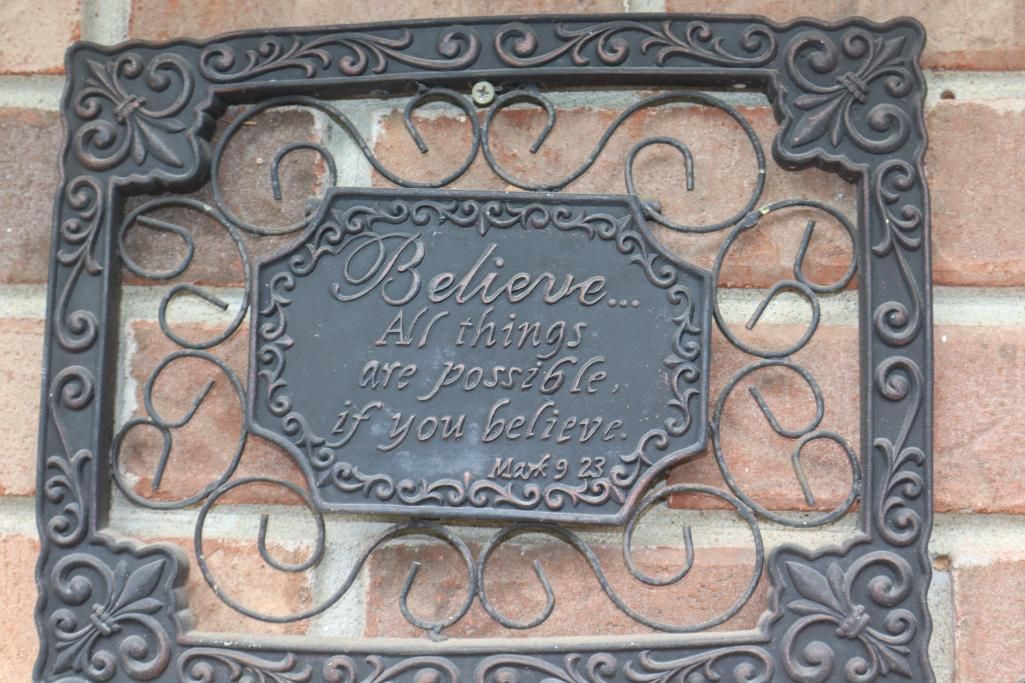 Believe...
All things
are possible,
if you believe.
Mark 9 23